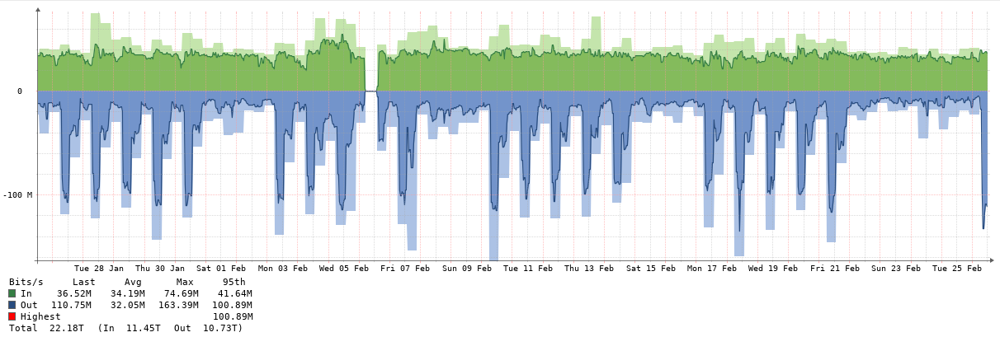 0
-100 M
Tue 28 Jan Thu 30 Jan Sat 01 Feb Mon 03 Feb Wed 05 Feb Fri 07 Feb Sun 09 Feb Tue 11 Feb Thu 13 Feb Sat 15 Feb Mon 17 Feb Wed 19 Feb Fri 21 Feb Sun 23 Feb Tue 25 Feb
Bits/s Last Avg Max 95th
In 36.52M 34.19M 74.69M 41.64M
Out 110.75M 32.05M 163.39M 100.89M
Highest 100.89M
Total 22.18T (In 11.45T Out 10.73T)